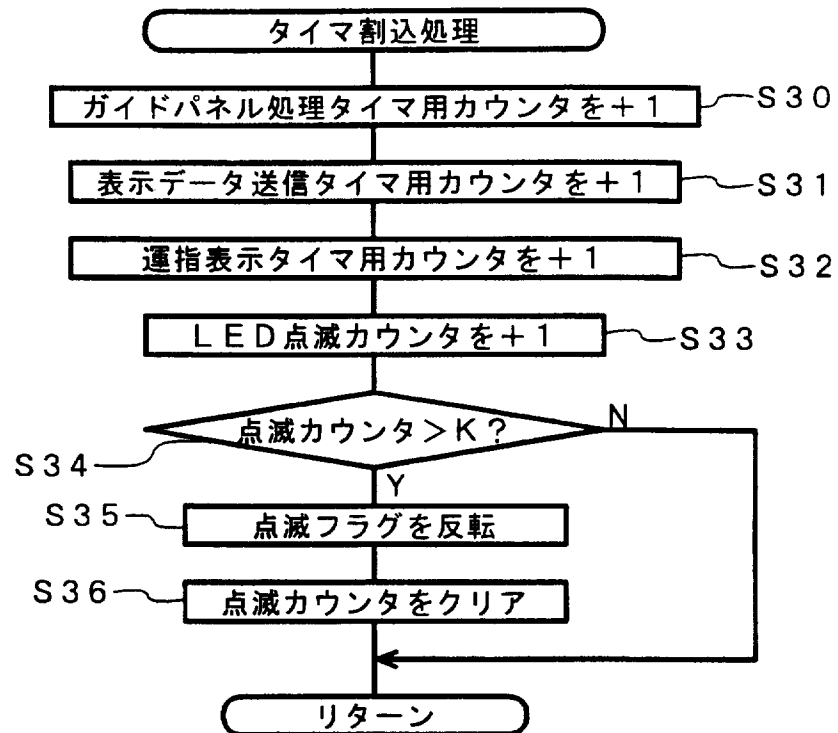 タイマ割込処理
ガイドパネル処理タイマ用カウンタを+1
S30
表示データ送信タイマ用カウンタを+1
S31
運指表示タイマ用カウンタを+1
S32
LED点滅カウンタを+1
S33
点滅カウンタ>K?
N
S34
Y
S35
点滅フラグを反転
S36
点滅カウンタをクリア
リターン